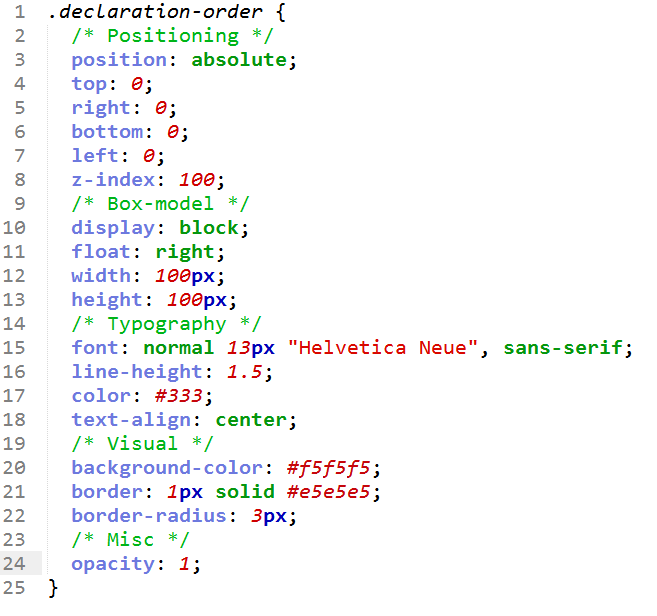 1 .declaration-order {
2 /* Positioning */
3 position: absolute;
4 top: 0;
5 right: 0;
6 bottom: 0;
7 left: 0;
8 z-index: 100;
9 /* Box-model */
10 display: block;
11 float: right;
12 width: 100px;
13 height: 100px;
14 /* Typography */
15 font: normal 13px "Helvetica Neue", sans-serif;
16 line-height: 1.5;
17 color: #333;
18 text-align: center;
19 /* Visual */
20 background-color: #f5f5f5;
21 border: 1px solid #e5e5e5;
22 border-radius: 3px;
23 /* Misc */
24 opacity: 1;
25 }